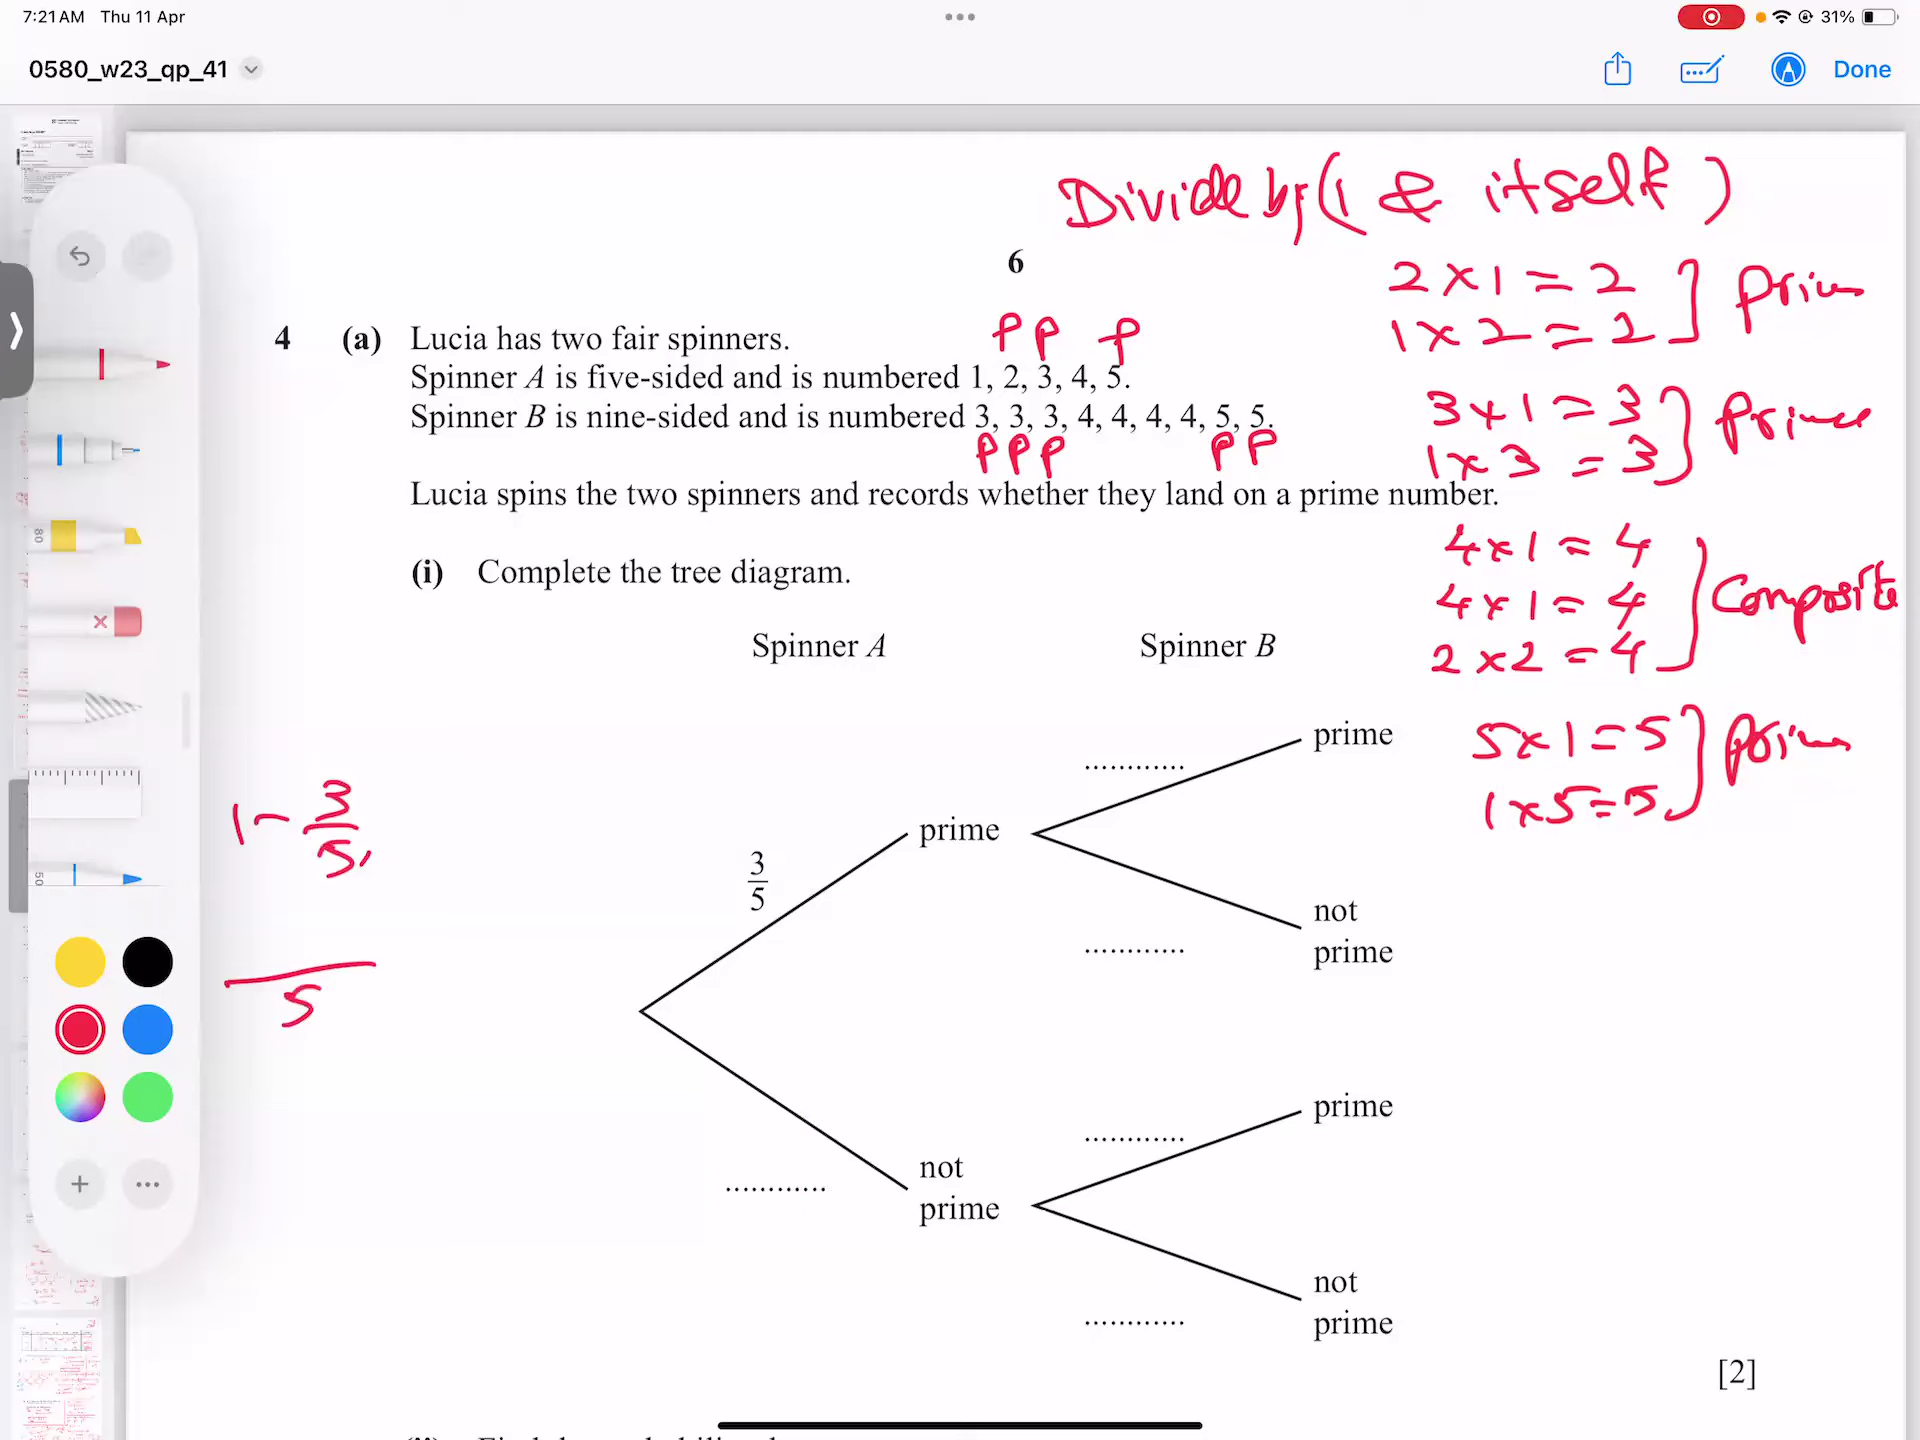 7:21 AM Thu 11 Apr
31%
0580_w23_qp_41
Done
Divide by (1 & itself)
6
2 x 1 = 2
1 x 2 = 2
4 (a) Lucia has two fair spinners.
P P P
Spinner A is five-sided and is numbered 1, 2, 3, 4, 5.
Spinner B is nine-sided and is numbered 3, 3, 3, 4, 4, 4, 4, 5, 5.
P P P P P
3 x 1 = 3
1 x 3 = 3
Lucia spins the two spinners and records whether they land on a prime number.
4 x 1 = 4
4 x 1 = 4
2 x 2 = 4
Composite
(i) Complete the tree diagram.
Spinner A Spinner B
5 x 1 = 5
1 x 5 = 5
80
50
1 - 3/5
5
3/5
prime
not prime
............
prime
............
not prime
............
prime
............
not prime
............
[2]